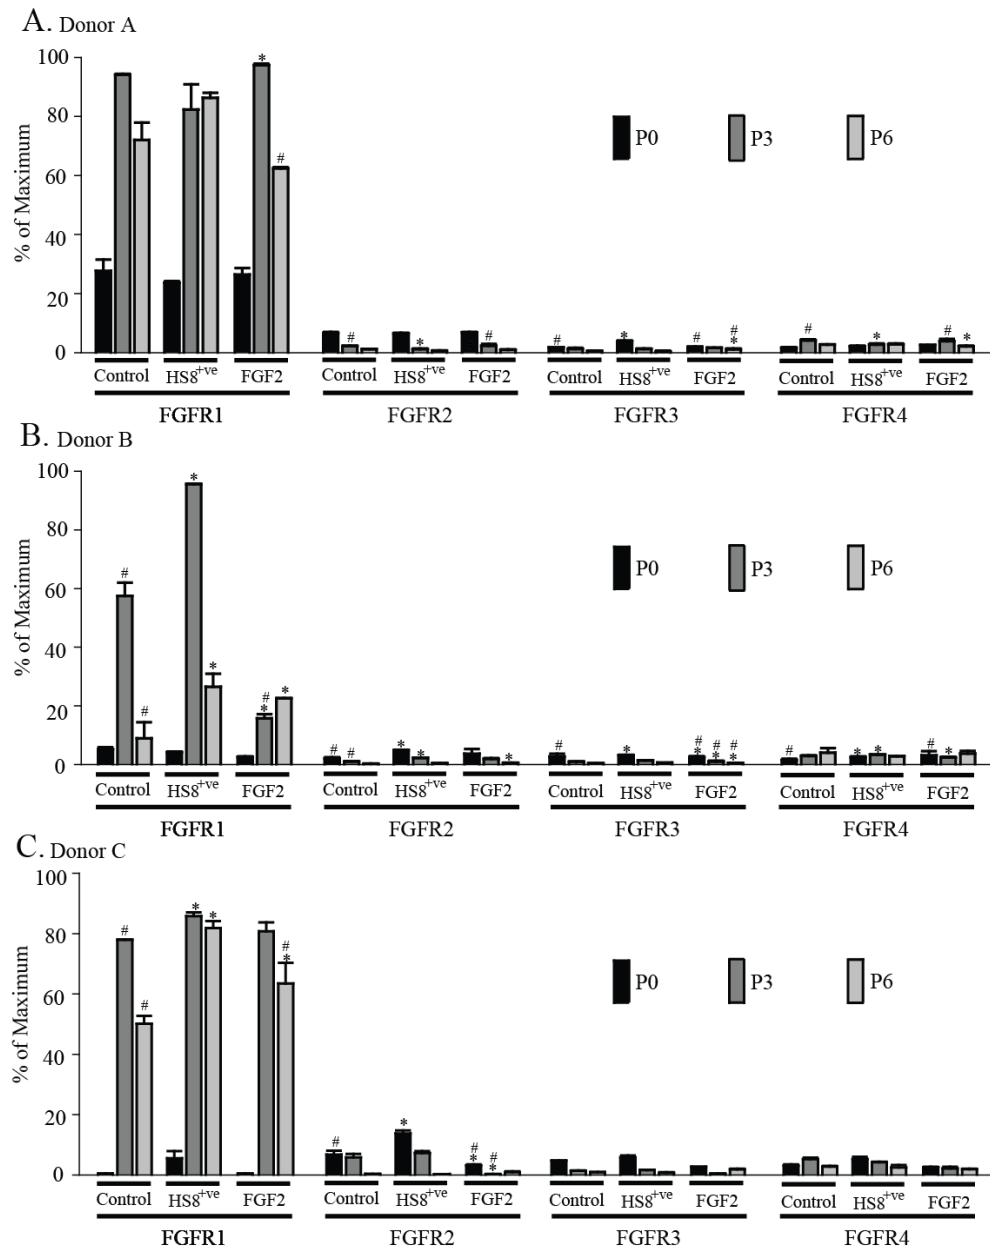 A. Donor A
100
80
60
40
20
0
% of Maximum
* #
P0 P3 P6
# * # # * # # * # * # *
Control HS8+ve FGF2 Control HS8+ve FGF2 Control HS8+ve FGF2 Control HS8+ve FGF2
FGFR1 FGFR2 FGFR3 FGFR4
B. Donor B
100
80
60
40
20
0
% of Maximum
# # * * # * *
P0 P3 P6
# # * * * # * # * # * # * # * * # *
Control HS8+ve FGF2 Control HS8+ve FGF2 Control HS8+ve FGF2 Control HS8+ve FGF2
FGFR1 FGFR2 FGFR3 FGFR4
C. Donor C
100
80
60
40
20
0
% of Maximum
# # * * # *
P0 P3 P6
# * # * # *
Control HS8+ve FGF2 Control HS8+ve FGF2 Control HS8+ve FGF2 Control HS8+ve FGF2
FGFR1 FGFR2 FGFR3 FGFR4